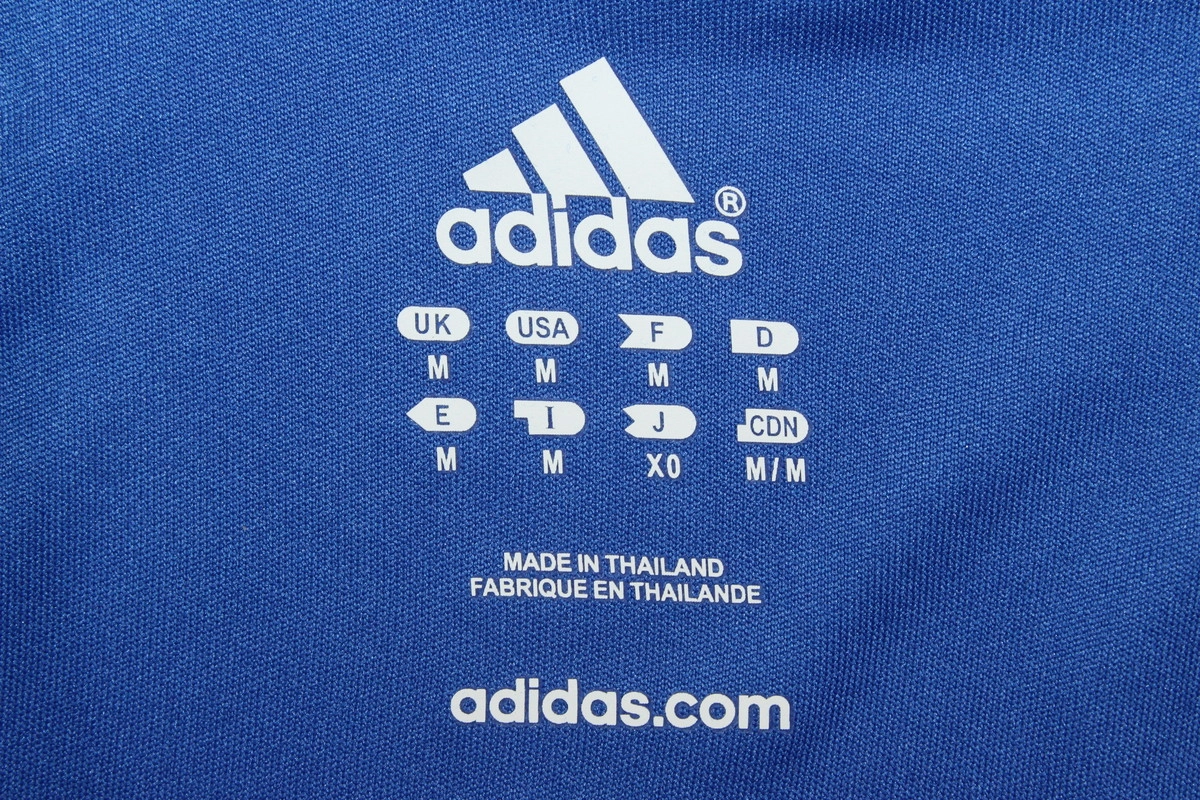 adidas®
UK USA F D
M M M M
E I J CDN
M M XO M/M
MADE IN THAILAND
FABRIQUE EN THAILANDE
adidas.com